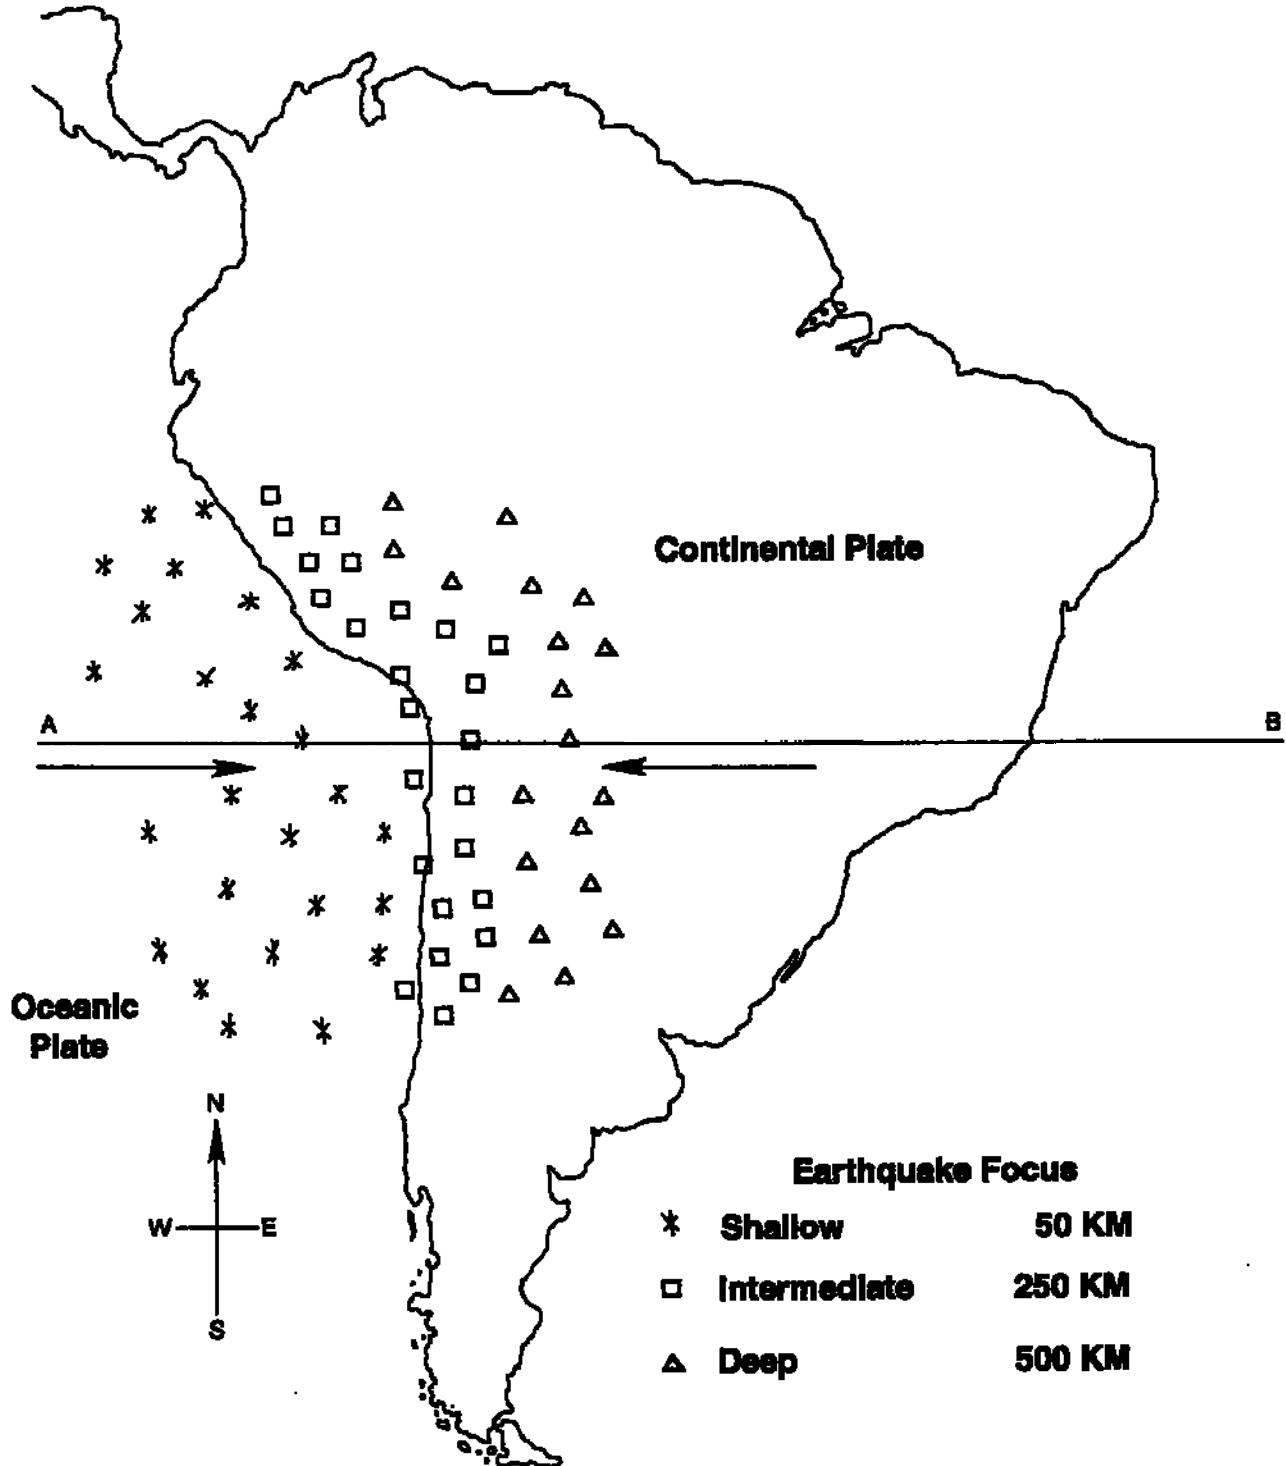 Continental Plate
A
B
Oceanic
Plate
N
W
E
S
Earthquake Focus
Shallow 50 KM
Intermediate 250 KM
Deep 500 KM